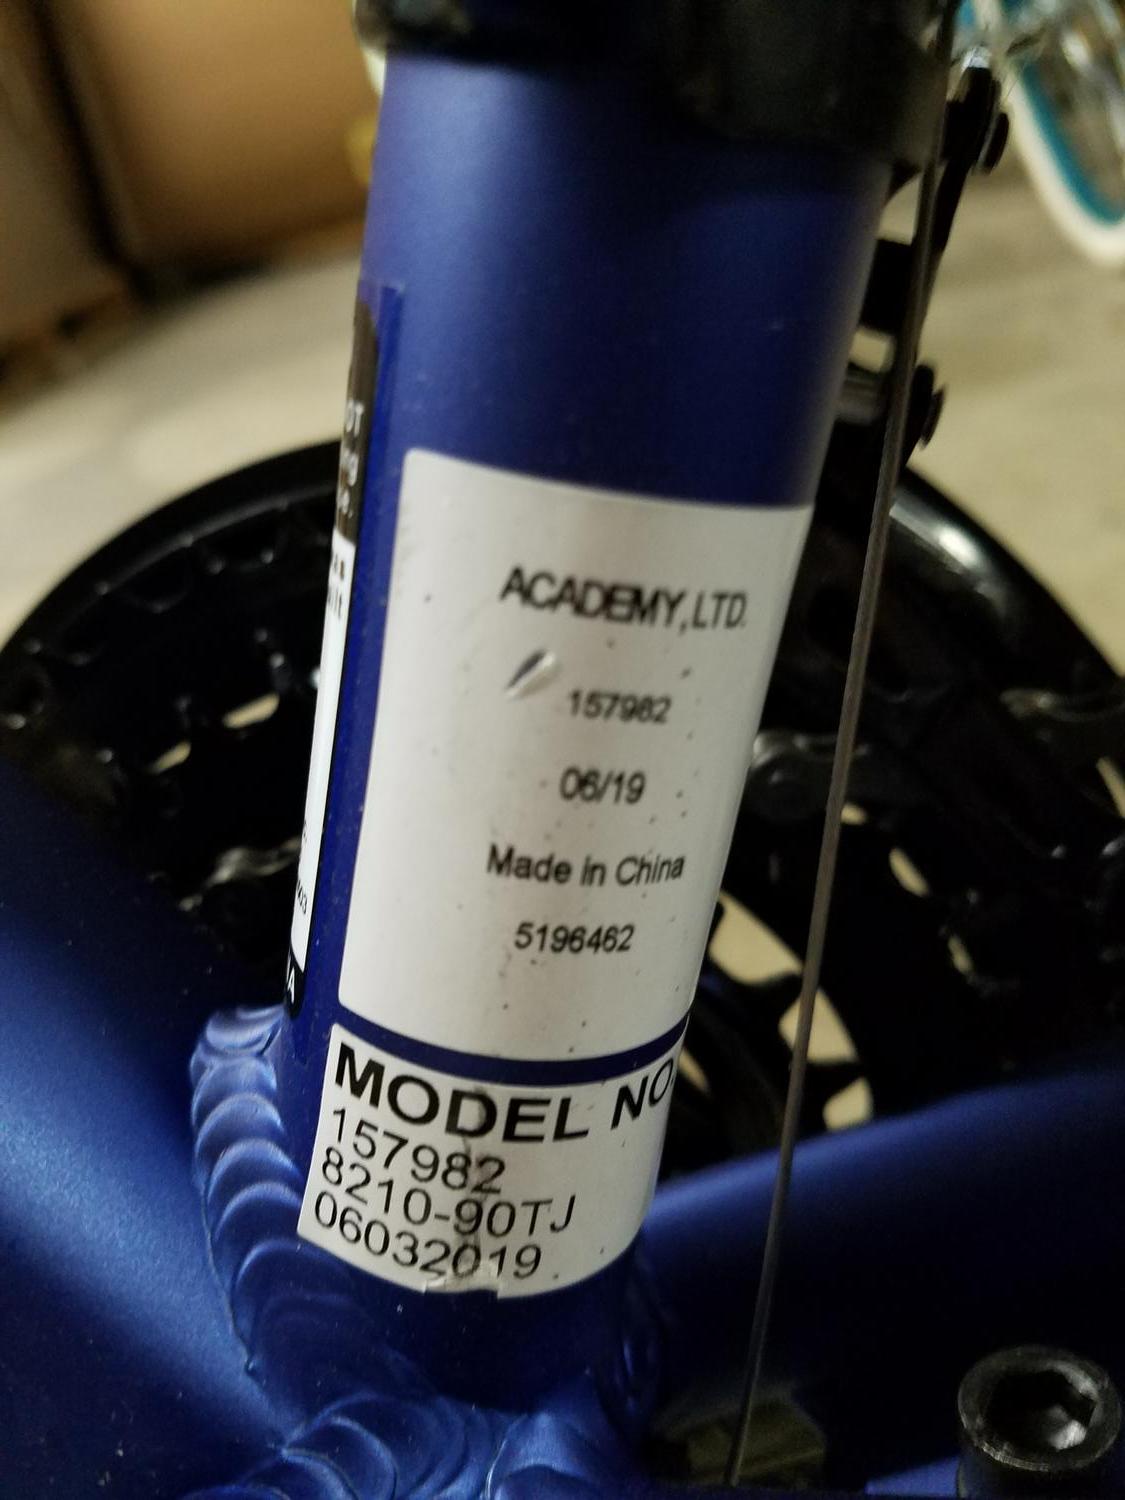 ACADEMY,LTD.
157982
06/19
Made in China
5196462
MODEL NO.
157982
8210-90TJ
06032019